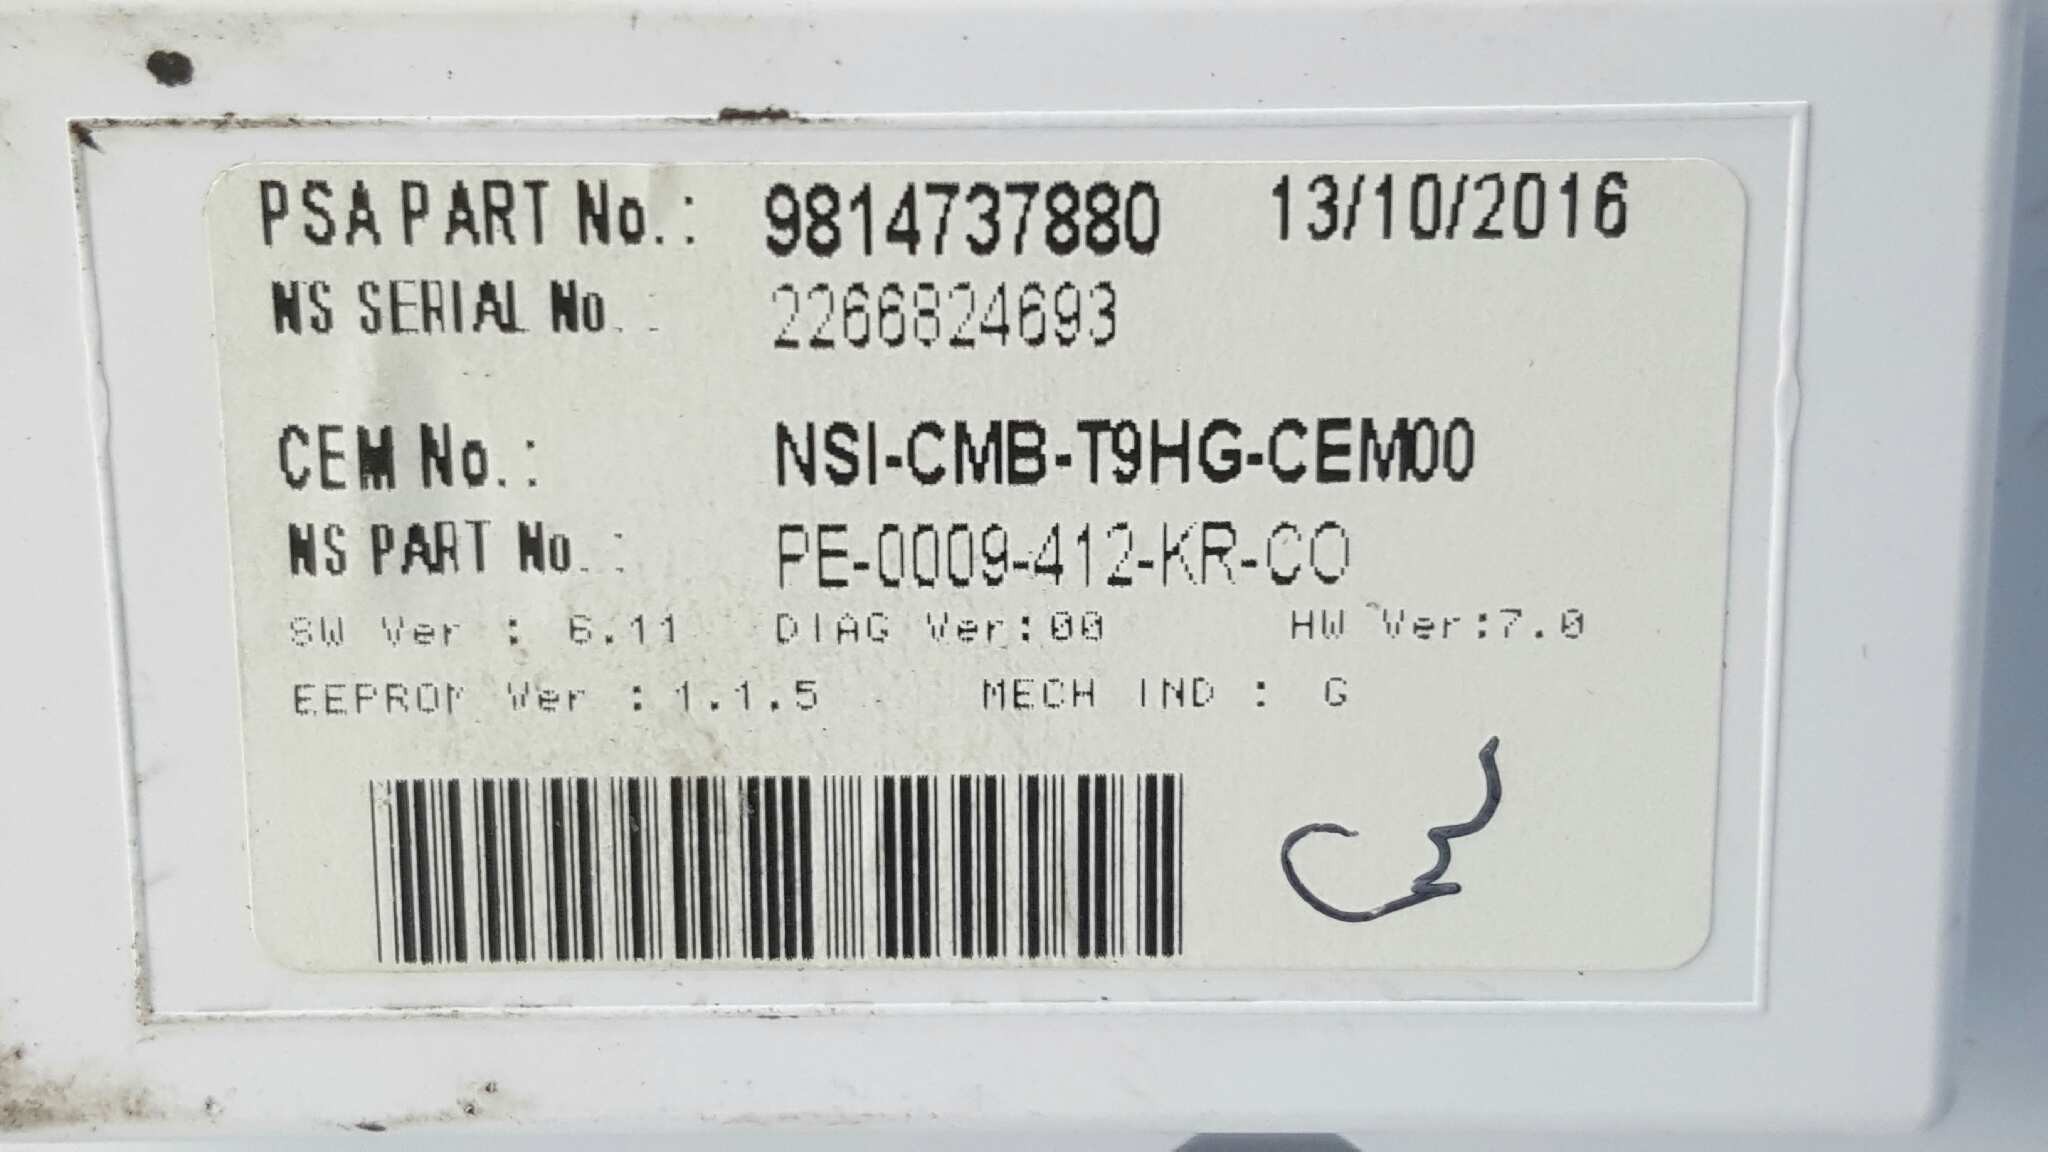 PSA PART No.: 9814737880 13/10/2016
NS SERIAL No.: 2266824693
CEM No.: NSI-CMB-T9HG-CEM00
NS PART No.: PE-0009-412-KR-CO
SW Ver : 6.11 DIAG Ver:00 HW Ver:7.0
EEPROM Ver : 1.1.5 MECH IND : G